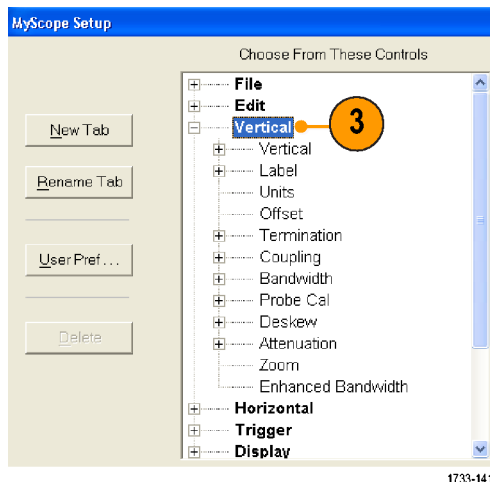 MyScope Setup
Choose From These Controls
File
Edit
Vertical
3
Vertical
Label
Units
Offset
Termination
Coupling
Bandwidth
Probe Cal
Deskew
Attenuation
Zoom
Enhanced Bandwidth
Horizontal
Trigger
Display
New Tab
Rename Tab
User Pref...
Delete